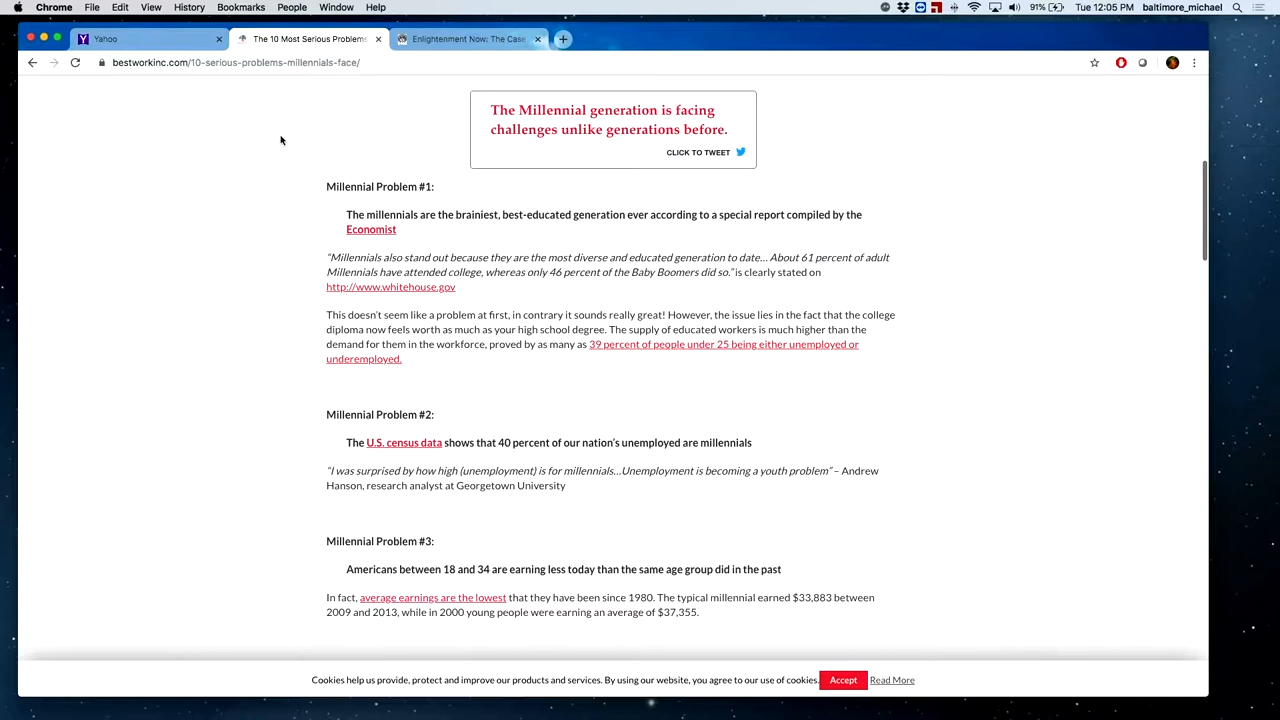 Chrome File Edit View History Bookmarks People Window Help 91% Tue 12:05 PM baltimore_michael
Yahoo The 10 Most Serious Problems Enlightenment Now: The Case
bestworkinc.com/10-serious-problems-millennials-face/
The Millennial generation is facing
challenges unlike generations before.
CLICK TO TWEET
Millennial Problem #1:
The millennials are the brainiest, best-educated generation ever according to a special report compiled by the
Economist
“Millennials also stand out because they are the most diverse and educated generation to date… About 61 percent of adult
Millennials have attended college, whereas only 46 percent of the Baby Boomers did so.” is clearly stated on
http://www.whitehouse.gov
This doesn’t seem like a problem at first, in contrary it sounds really great! However, the issue lies in the fact that the college
diploma now feels worth as much as your high school degree. The supply of educated workers is much higher than the
demand for them in the workforce, proved by as many as 39 percent of people under 25 being either unemployed or
underemployed.
Millennial Problem #2:
The U.S. census data shows that 40 percent of our nation’s unemployed are millennials
“I was surprised by how high (unemployment) is for millennials…Unemployment is becoming a youth problem” – Andrew
Hanson, research analyst at Georgetown University
Millennial Problem #3:
Americans between 18 and 34 are earning less today than the same age group did in the past
In fact, average earnings are the lowest that they have been since 1980. The typical millennial earned $33,883 between
2009 and 2013, while in 2000 young people were earning an average of $37,355.
Cookies help us provide, protect and improve our products and services. By using our website, you agree to our use of cookies. Accept Read More